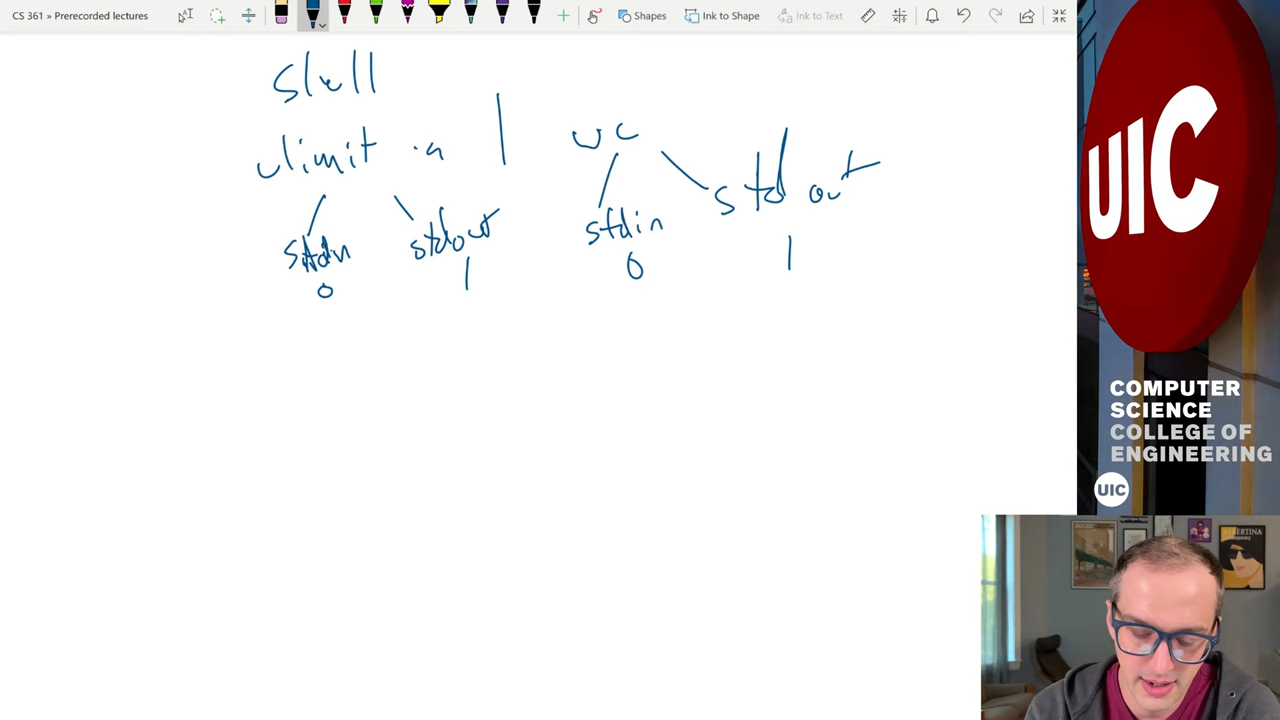 CS 361 » Prerecorded lectures
Shapes
Ink to Shape
Ink to Text
shell
ulimit -a | wc
stdin stdout stdin stdout
0 1 0 1
UIC
COMPUTER
SCIENCE
COLLEGE OF
ENGINEERING
UIC
ALBERTINA